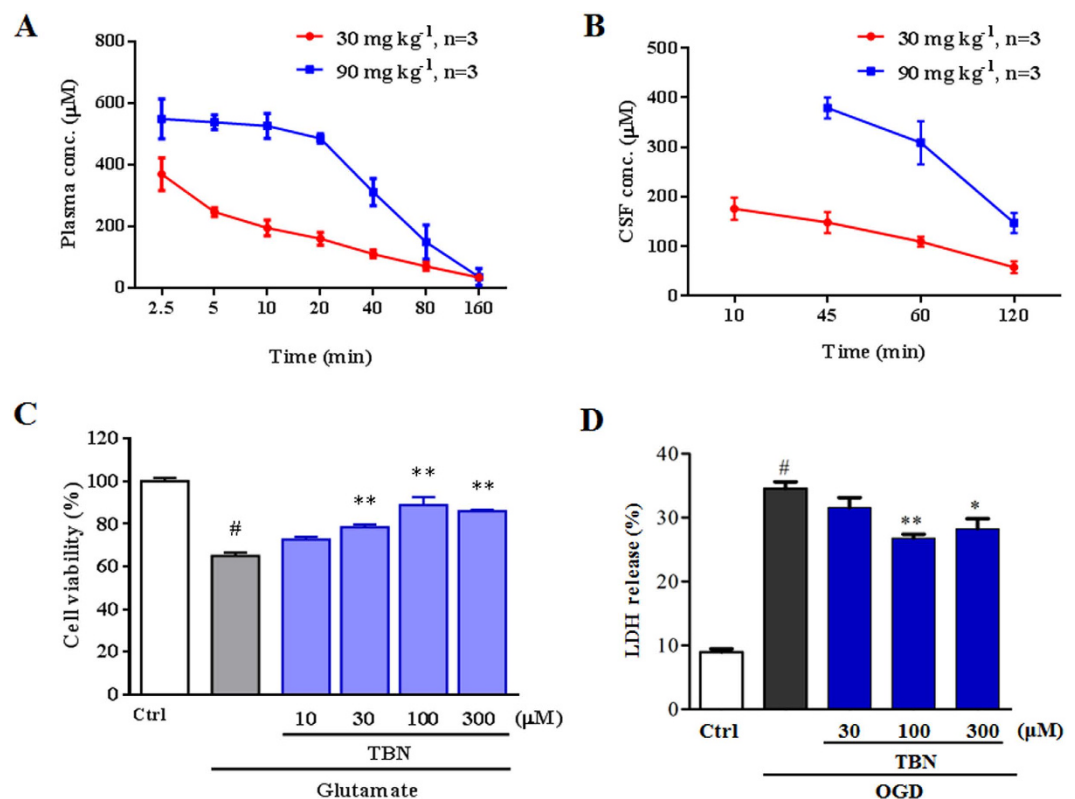 A
30 mg kg⁻¹, n=3
90 mg kg⁻¹, n=3
Plasma conc. (μM)
800
600
400
200
0
2.5 5 10 20 40 80 160
Time (min)
B
30 mg kg⁻¹, n=3
90 mg kg⁻¹, n=3
CSF conc. (μM)
500
400
300
200
100
0
10 45 60 120
Time (min)
C
Cell viability (%)
120
100
80
60
40
20
0
#
**
**
**
Ctrl
10 30 100 300 (μM)
TBN
Glutamate
D
LDH release (%)
40
30
20
10
0
#
**
*
Ctrl 30 100 300 (μM)
TBN
OGD